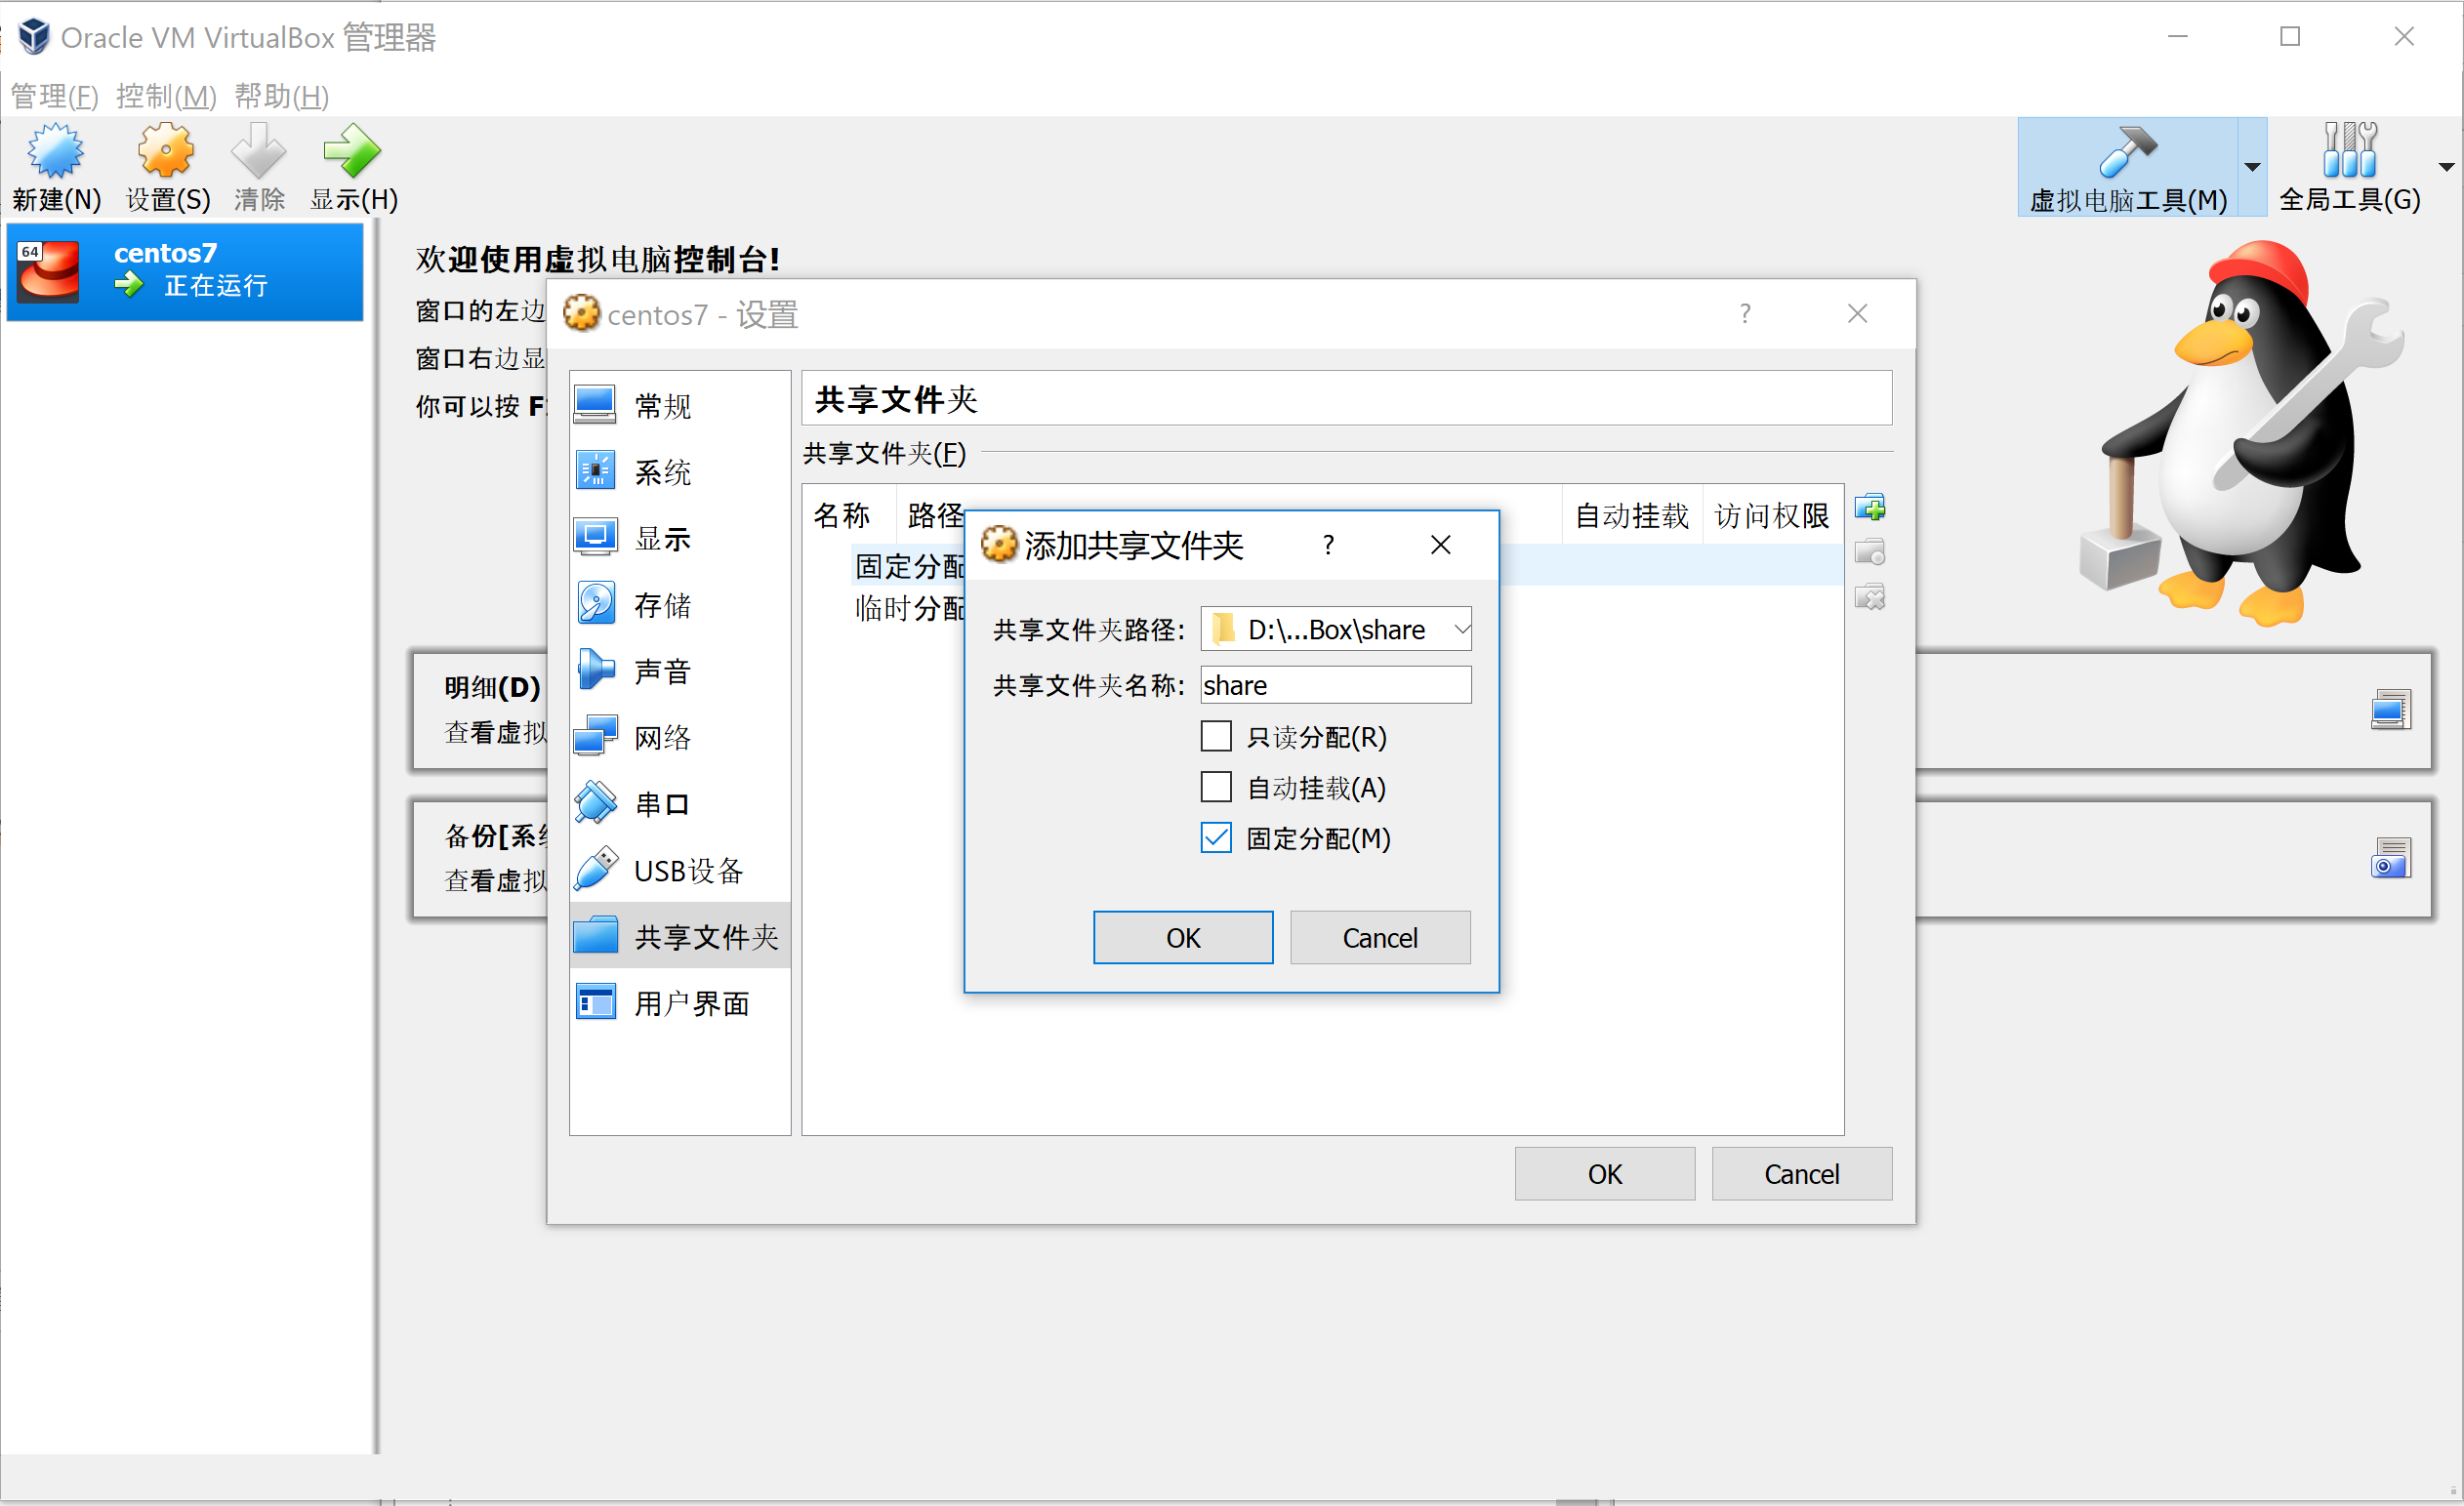 Oracle VM VirtualBox 管理器
管理(F) 控制(M) 帮助(H)
新建(N) 设置(S) 清除 显示(H) 虚拟电脑工具(M) 全局工具(G)
64 centos7
正在运行
欢迎使用虚拟电脑控制台!
窗口的左边
窗口右边显
你可以按 F
明细(D)
查看虚拟
备份[系统
查看虚拟
centos7 - 设置
常规
系统
显示
存储
声音
网络
串口
USB设备
共享文件夹
用户界面
共享文件夹
共享文件夹(F)
名称 路径 自动挂载 访问权限
固定分配
临时分配
添加共享文件夹
共享文件夹路径: D:\...Box\share
共享文件夹名称: share
只读分配(R)
自动挂载(A)
固定分配(M)
OK Cancel
OK Cancel